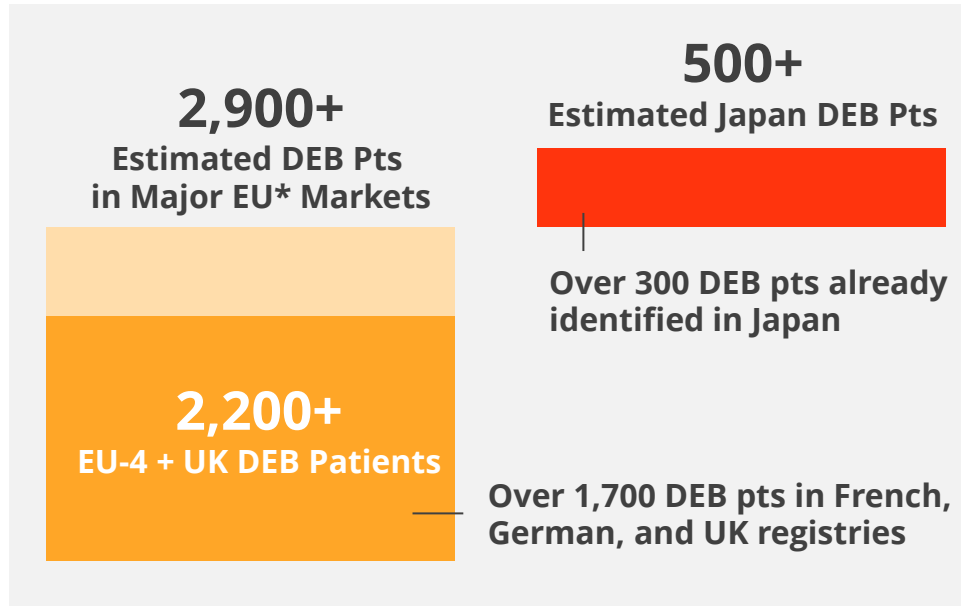 2,900+
Estimated DEB Pts
in Major EU* Markets
2,200+
EU-4 + UK DEB Patients
Over 1,700 DEB pts in French,
German, and UK registries
500+
Estimated Japan DEB Pts
Over 300 DEB pts already
identified in Japan